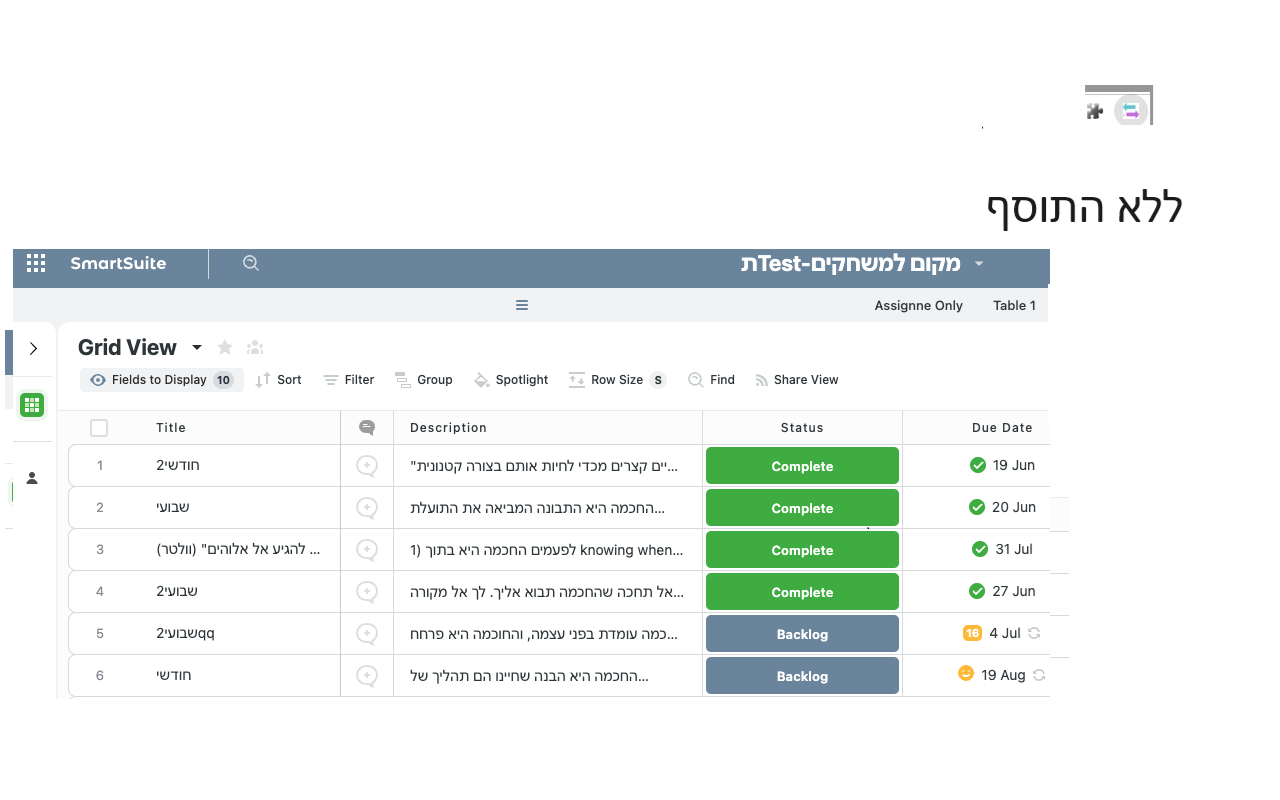 ללא התוסף
SmartSuite
מקום למשחקים-Testת
Assignne Only Table 1
Grid View
Fields to Display 10 Sort Filter Group Spotlight Row Size S Find Share View
Title Description Status Due Date
1 חודשי2 "יים קצרים מכדי לחיות אותם בצורה קטנונית... Complete 19 Jun
2 שבועי החכמה היא התבונה המביאה את התועלת... Complete 20 Jun
3 להגיע אל אלוהים" (וולטר) ... 1) לפעמים החכמה היא בתוך knowing when... Complete 31 Jul
4 שבועי2 אל תחכה שהחכמה תבוא אליך. לך אל מקורה... Complete 27 Jun
5 שבועי2qq כמה עומדת בפני עצמה, והחוכמה היא פרחח... Backlog 16 4 Jul
6 חודשי החכמה היא הבנה שחיינו הם תהליך של... Backlog 19 Aug